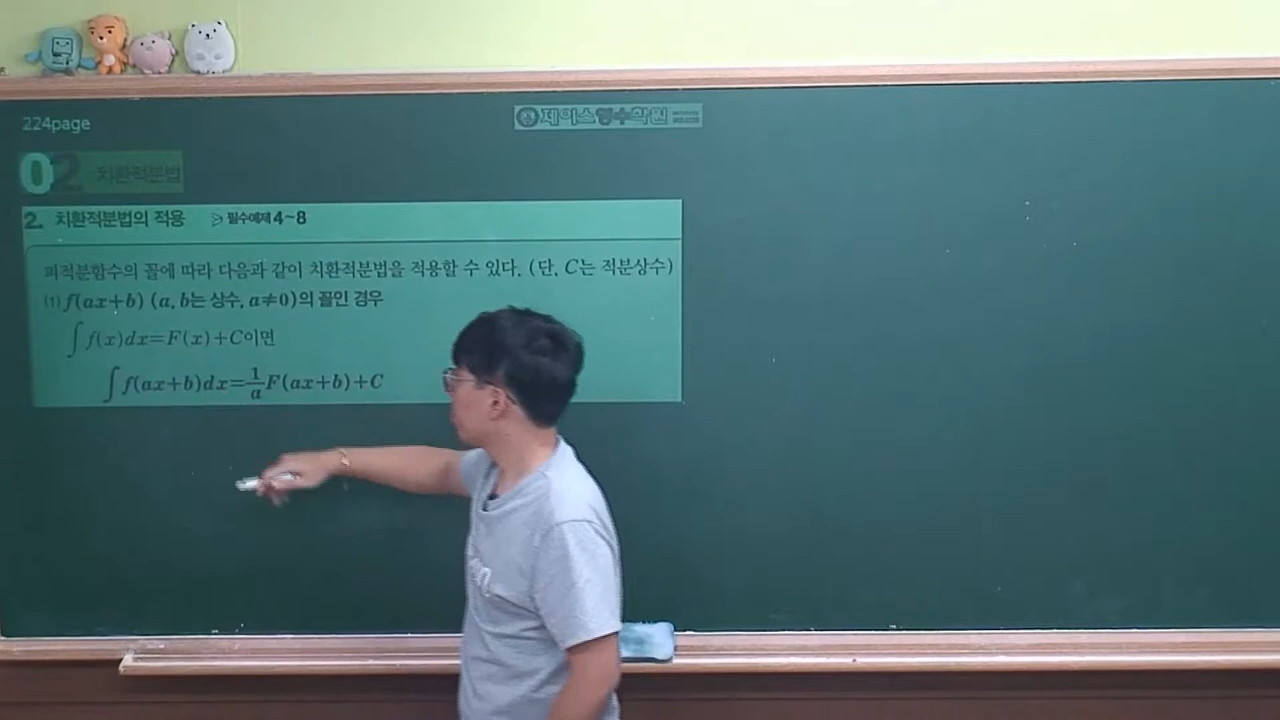 224page
제이스영수학원
02 치환적분법
2. 치환적분법의 적용 필수예제 4~8
피적분함수의 꼴에 따라 다음과 같이 치환적분법을 적용할 수 있다. (단, C는 적분상수)
(1) f(ax+b) (a, b는 상수, a≠0)의 꼴인 경우
∫f(x)dx=F(x)+C이면
∫f(ax+b)dx=1/a F(ax+b)+C